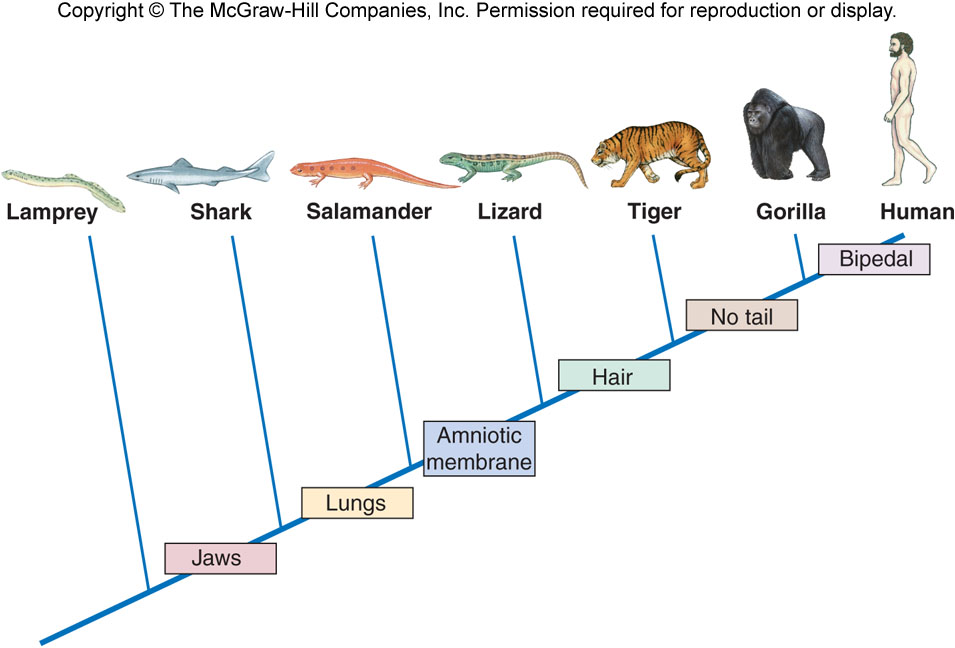 Copyright © The McGraw-Hill Companies, Inc. Permission required for reproduction or display.
Lamprey
Shark
Salamander
Lizard
Tiger
Gorilla
Human
Bipedal
No tail
Hair
Amniotic
membrane
Lungs
Jaws